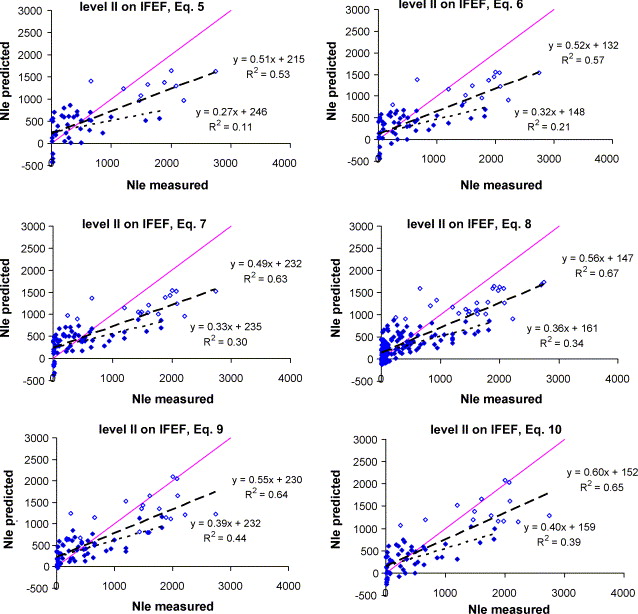 level II on IFEF, Eq. 5
Nle predicted
3000
2500
2000
1500
1000
500
0
-500
0
1000
2000
3000
4000
y = 0.51x + 215
R² = 0.53
y = 0.27x + 246
R² = 0.11
Nle measured
level II on IFEF, Eq. 6
Nle predicted
3000
2500
2000
1500
1000
500
0
-500
0
1000
2000
3000
4000
y = 0.52x + 132
R² = 0.57
y = 0.32x + 148
R² = 0.21
Nle measured
level II on IFEF, Eq. 7
Nle predicted
3000
2500
2000
1500
1000
500
0
-500
0
1000
2000
3000
4000
y = 0.49x + 232
R² = 0.63
y = 0.33x + 235
R² = 0.30
Nle measured
level II on IFEF, Eq. 8
Nle predicted
3000
2500
2000
1500
1000
500
0
-500
0
1000
2000
3000
4000
y = 0.56x + 147
R² = 0.67
y = 0.36x + 161
R² = 0.34
Nle measured
level II on IFEF, Eq. 9
Nle predicted
3000
2500
2000
1500
1000
500
0
-500
0
1000
2000
3000
4000
y = 0.55x + 230
R² = 0.64
y = 0.39x + 232
R² = 0.44
Nle measured
level II on IFEF, Eq. 10
Nle predicted
3000
2500
2000
1500
1000
500
0
-500
0
1000
2000
3000
4000
y = 0.60x + 152
R² = 0.65
y = 0.40x + 159
R² = 0.39
Nle measured